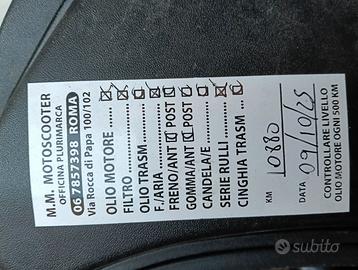 M.M. MOTOSCOOTER
OFFICINA PLURIMARCA
06 7857398 ROMA
Via Rocca di Papa 100/102
OLIO MOTORE
FILTRO
OLIO TRASM
F./ARIA
FRENO/ANT POST
GOMMA/ANT POST
CANDELA/E
SERIE RULLI
CINGHIA TRASM
KM 10880
DATA 09/10/25
CONTROLLARE LIVELLO
OLIO MOTORE OGNI 500 KM
subito